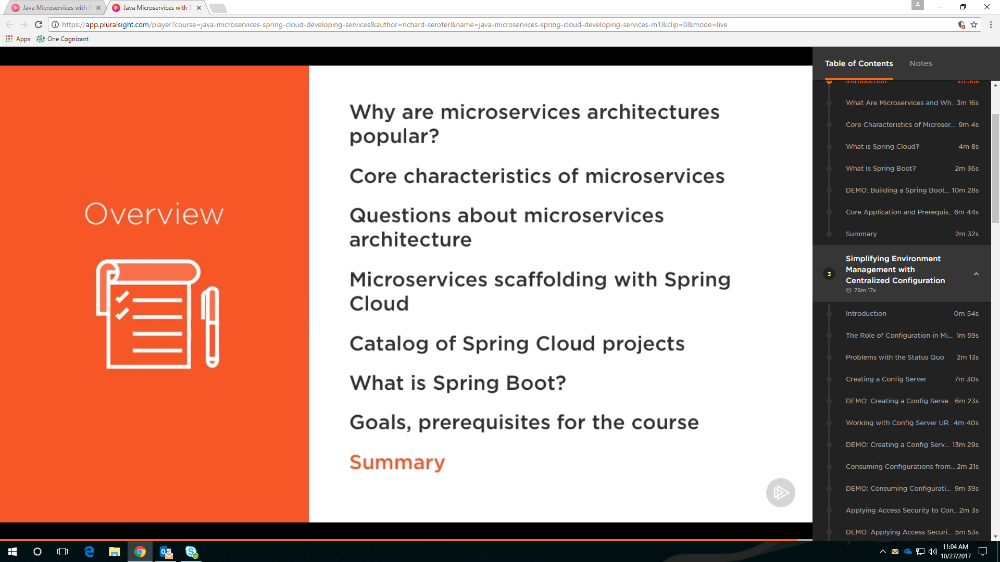 Java Microservices with S
Java Microservices with S
https://app.pluralsight.com/player?course=java-microservices-spring-cloud-developing-services&author=richard-seroter&name=java-microservices-spring-cloud-developing-services-m1&clip=0&mode=live
Apps
One Cognizant
Overview
Why are microservices architectures
popular?
Core characteristics of microservices
Questions about microservices
architecture
Microservices scaffolding with Spring
Cloud
Catalog of Spring Cloud projects
What is Spring Boot?
Goals, prerequisites for the course
Summary
Table of Contents
Notes
Introduction 1m 56s
What Are Microservices and Wh.. 3m 16s
Core Characteristics of Microser... 9m 4s
What is Spring Cloud? 4m 8s
What Is Spring Boot? 2m 36s
DEMO: Building a Spring Boot... 10m 28s
Core Application and Prerequis.. 6m 44s
Summary 2m 32s
3
Simplifying Environment
Management with
Centralized Configuration
78m 17s
Introduction 0m 54s
The Role of Configuration in Mi... 1m 59s
Problems with the Status Quo 2m 13s
Creating a Config Server 7m 30s
DEMO: Creating a Config Serve... 6m 23s
Working with Config Server UR.. 4m 40s
DEMO: Creating a Config Serv... 13m 29s
Consuming Configurations from... 2m 21s
DEMO: Consuming Configurati... 9m 39s
Applying Access Security to Con.. 2m 3s
DEMO: Applying Access Securi... 5m 53s
11:04 AM
10/27/2017